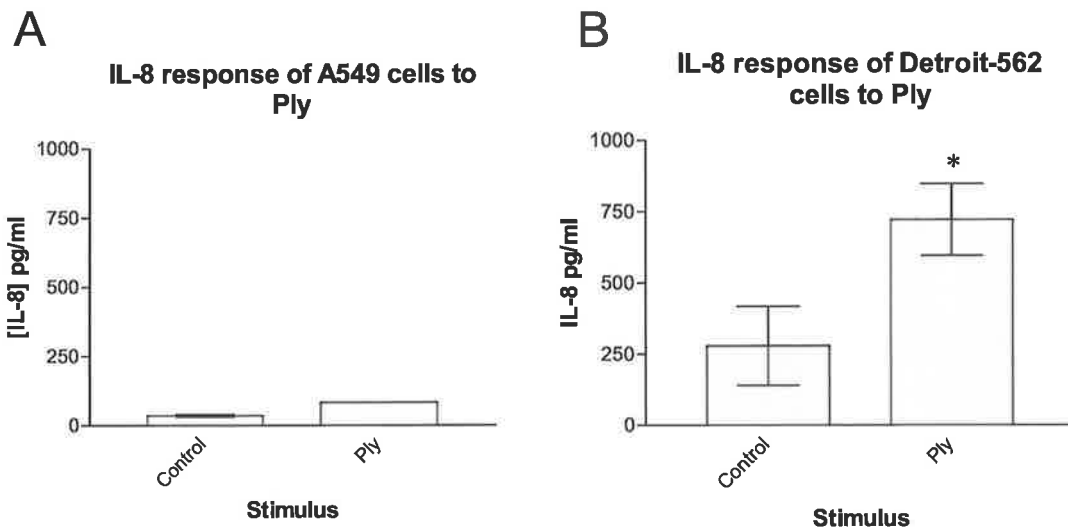 A
IL-8 response of A549 cells to
Ply
1000
750
500
250
0
[IL-8] pg/ml
Control
Ply
Stimulus
B
IL-8 response of Detroit-562
cells to Ply
1000
750
500
250
0
IL-8 pg/ml
*
Control
Ply
Stimulus